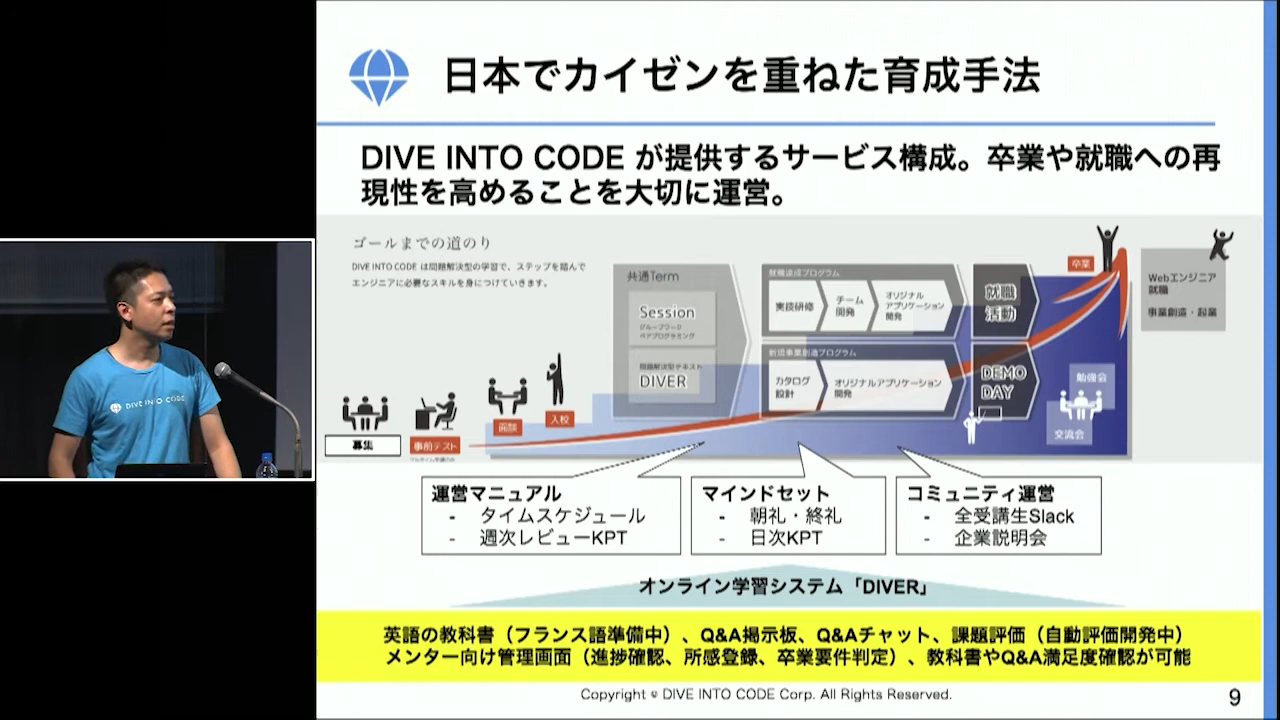 日本でカイゼンを重ねた育成手法
DIVE INTO CODE が提供するサービス構成。卒業や就職への再
現性を高めることを大切に運営。
ゴールまでの道のり
DIVE INTO CODE は問題解決型の学習で、ステップを踏んで
エンジニアに必要なスキルを身につけていきます。
募集
事前テスト
面談
入校
共通Term
Session
グループワーク
ペアプログラミング
問題解決型テキスト
DIVER
就職達成プログラム
実践研修
チーム
開発
オリジナル
アプリケーション
開発
就職
活動
新規事業創造プログラム
カタログ
設計
オリジナルアプリケーション
開発
DEMO
DAY
卒業
勉強会
交流会
Webエンジニア
就職
事業創造・起業
DIVE INTO CODE
運営マニュアル
- タイムスケジュール
- 週次レビューKPT
マインドセット
- 朝礼・終礼
- 日次KPT
コミュニティ運営
- 全受講生Slack
- 企業説明会
オンライン学習システム「DIVER」
英語の教科書（フランス語準備中）、Q&A掲示板、Q&Aチャット、課題評価（自動評価開発中）
メンター向け管理画面（進捗確認、所感登録、卒業要件判定）、教科書やQ&A満足度確認が可能
Copyright © DIVE INTO CODE Corp. All Rights Reserved.
9